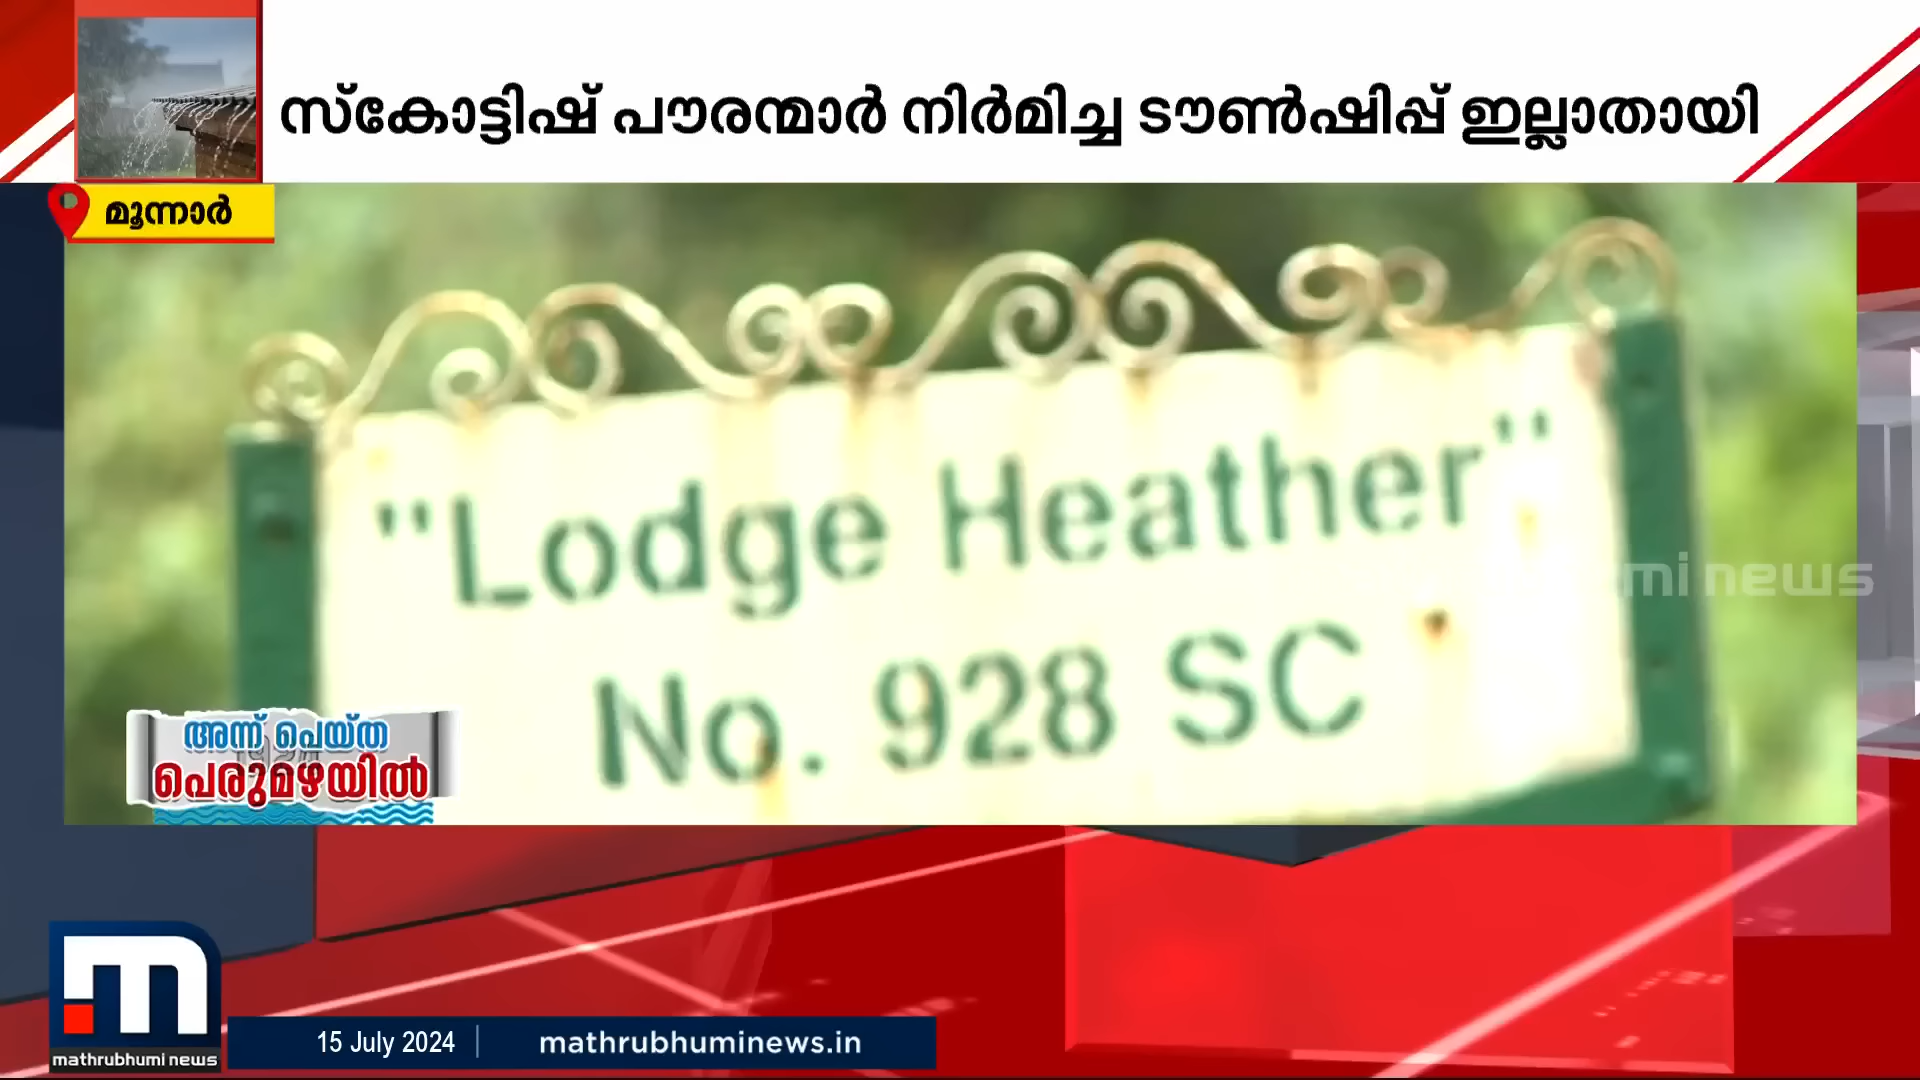 സ്കോട്ടിഷ് പൗരന്മാർ നിർമിച്ച ടൗൺഷിപ്പ് ഇല്ലാതായി
മൂന്നാർ
"Lodge Heather"
No. 928 SC
mi news
അന്ന് പെയ്ത
1924
പെരുമഴയിൽ
mathrubhumi news
15 July 2024
mathrubhuminews.in